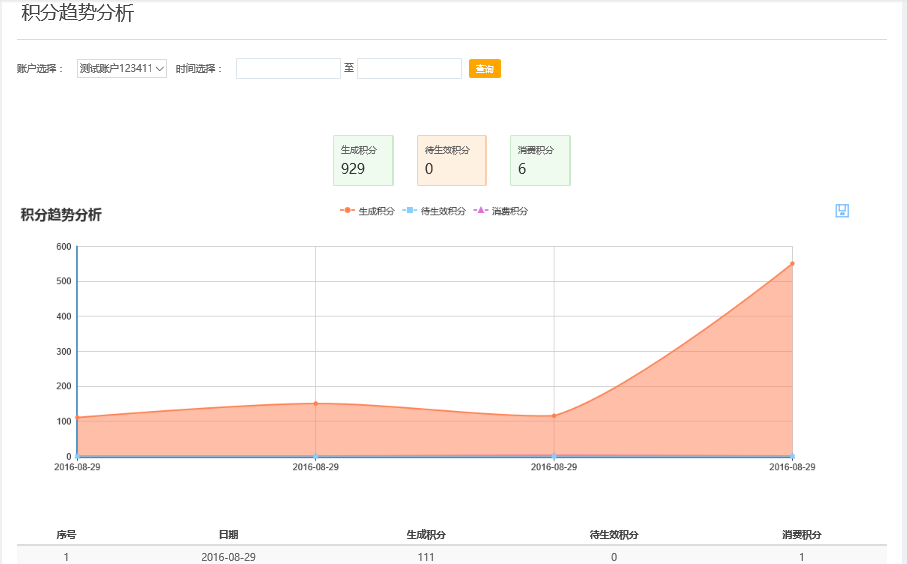 积分趋势分析
账户选择： 测试账户123411 时间选择： 至 查询
生成积分 待生效积分 消费积分
929 0 6
积分趋势分析 生成积分 待生效积分 消费积分
600
500
400
300
200
100
0
2016-08-29 2016-08-29 2016-08-29 2016-08-29
序号 日期 生成积分 待生效积分 消费积分
1 2016-08-29 111 0 1